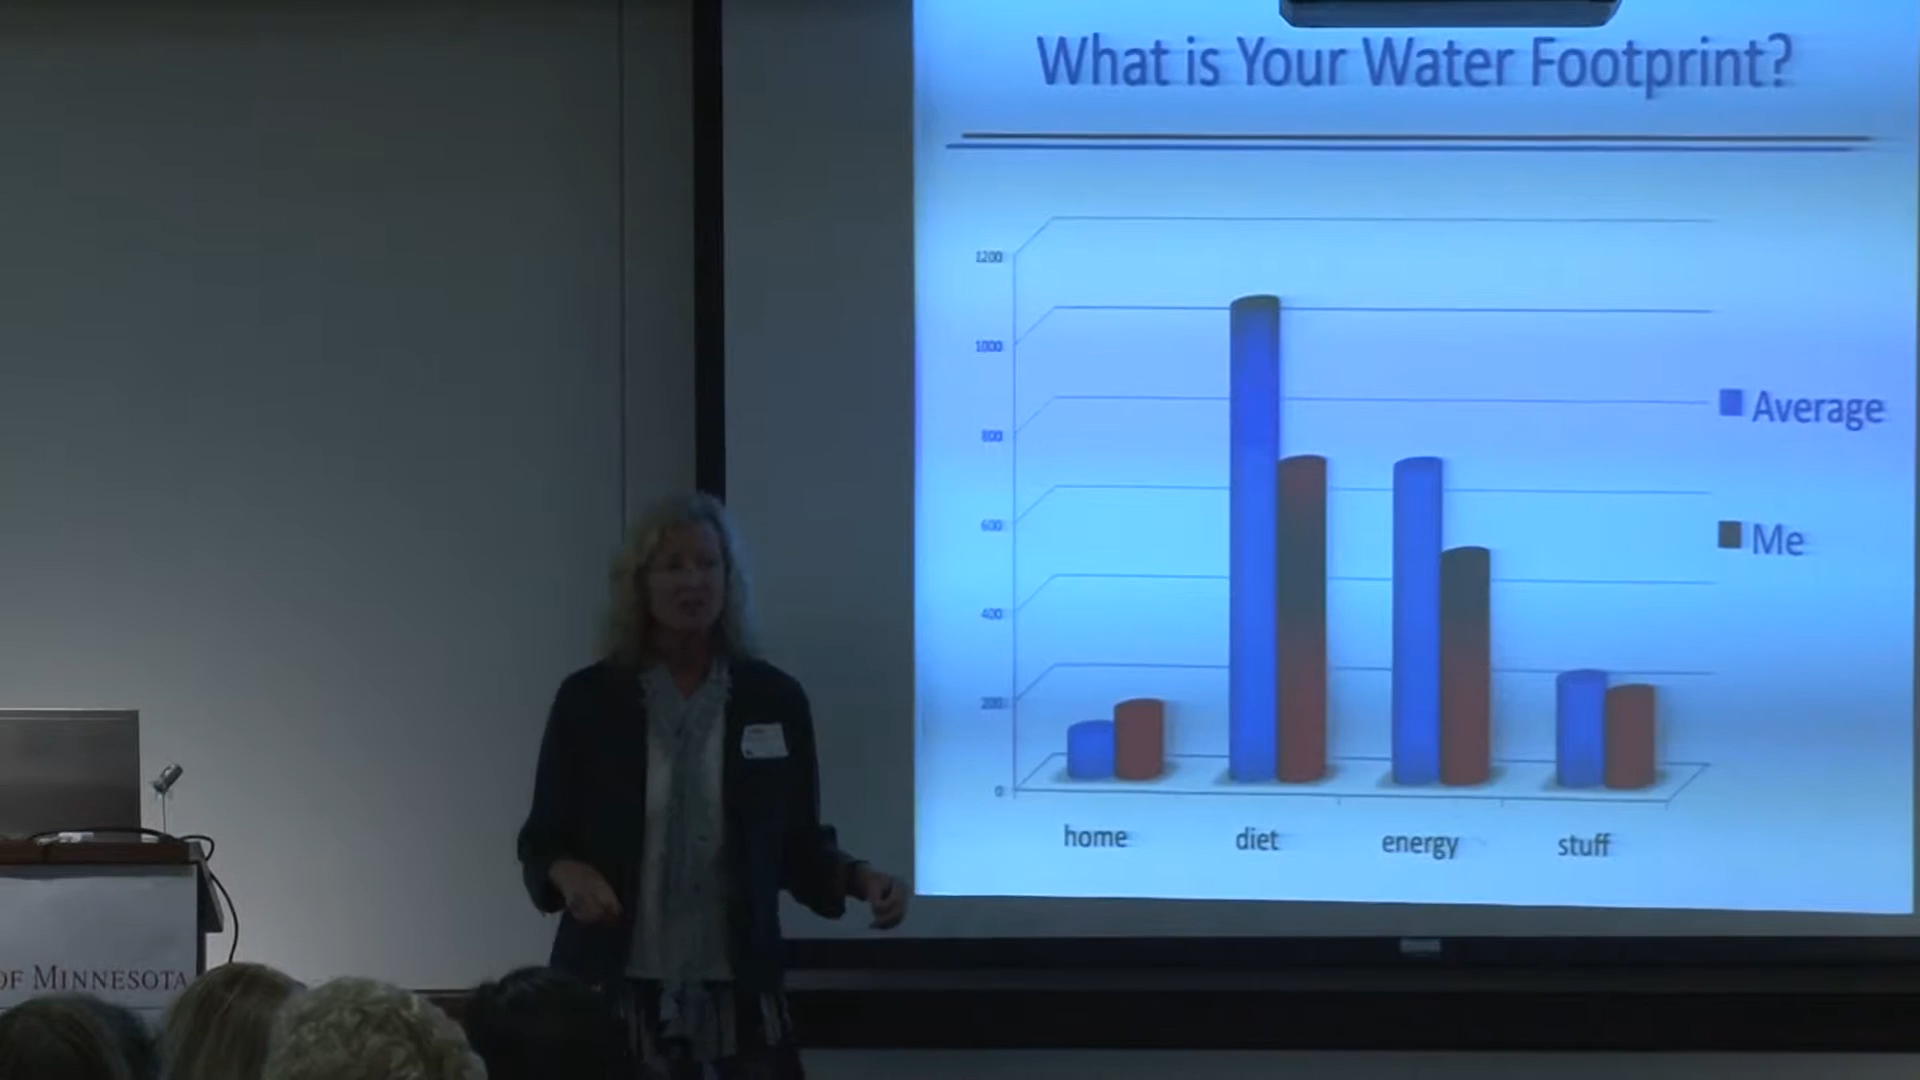 What is Your Water Footprint?
1200
1000
800
600
400
200
0
Average
Me
home
diet
energy
stuff
OF MINNESOTA